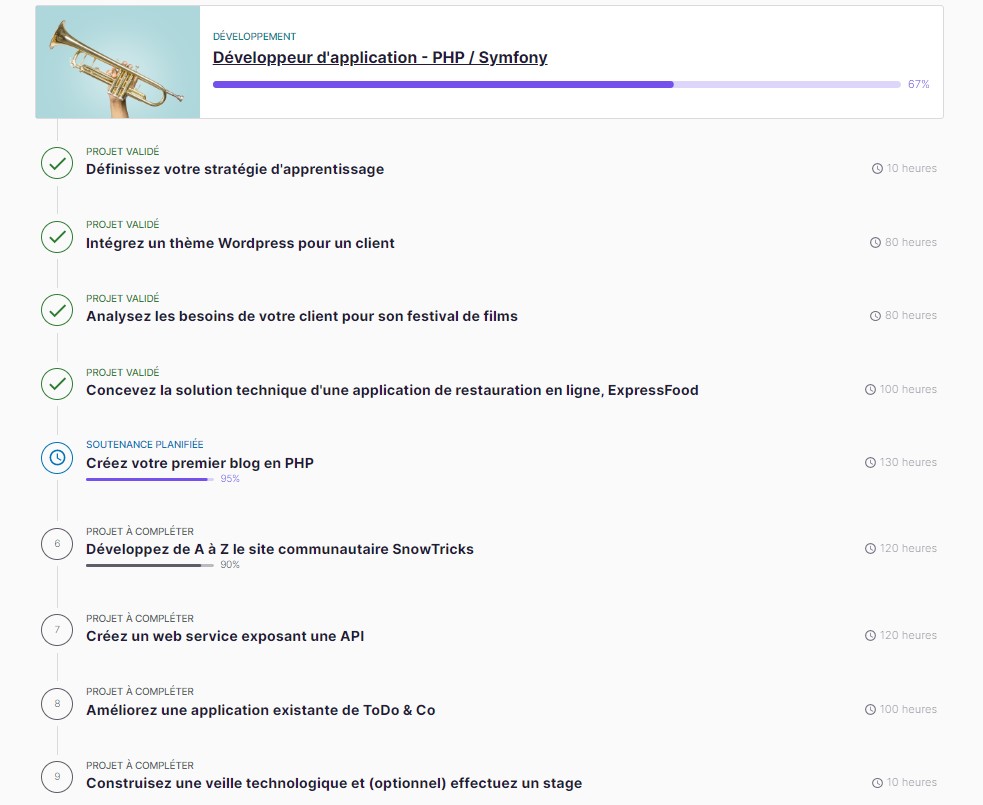 DÉVELOPPEMENT
Développeur d'application - PHP / Symfony
67%
PROJET VALIDÉ
Définissez votre stratégie d'apprentissage
10 heures
PROJET VALIDÉ
Intégrez un thème Wordpress pour un client
80 heures
PROJET VALIDÉ
Analysez les besoins de votre client pour son festival de films
80 heures
PROJET VALIDÉ
Concevez la solution technique d'une application de restauration en ligne, ExpressFood
100 heures
SOUTENANCE PLANIFIÉE
Créez votre premier blog en PHP
130 heures
95%
6
PROJET À COMPLÉTER
Développez de A à Z le site communautaire SnowTricks
120 heures
90%
7
PROJET À COMPLÉTER
Créez un web service exposant une API
120 heures
8
PROJET À COMPLÉTER
Améliorez une application existante de ToDo & Co
100 heures
9
PROJET À COMPLÉTER
Construisez une veille technologique et (optionnel) effectuez un stage
10 heures